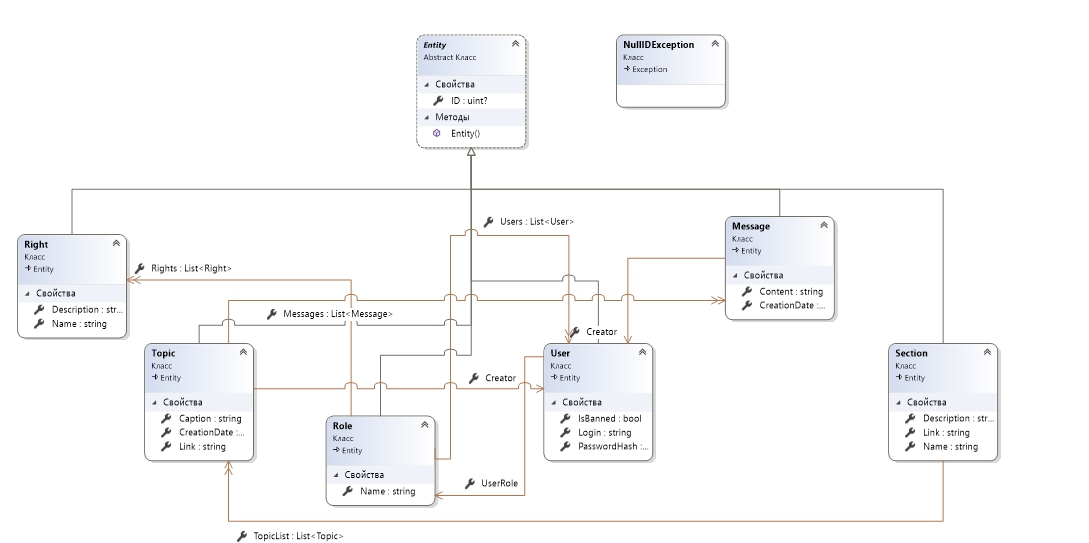 Entity
Abstract Класс
Свойства
ID : uint?
Методы
Entity()
NullIDException
Класс
Exception
Users : List<User>
Message
Класс
Entity
Свойства
Content : string
CreationDate :...
Right
Класс
Entity
Свойства
Description : str...
Name : string
Rights : List<Right>
Messages : List<Message>
Creator
Topic
Класс
Entity
Свойства
Caption : string
CreationDate :...
Link : string
Creator
User
Класс
Entity
Свойства
IsBanned : bool
Login : string
PasswordHash :...
Section
Класс
Entity
Свойства
Description : str...
Link : string
Name : string
Role
Класс
Entity
Свойства
Name : string
UserRole
TopicList : List<Topic>